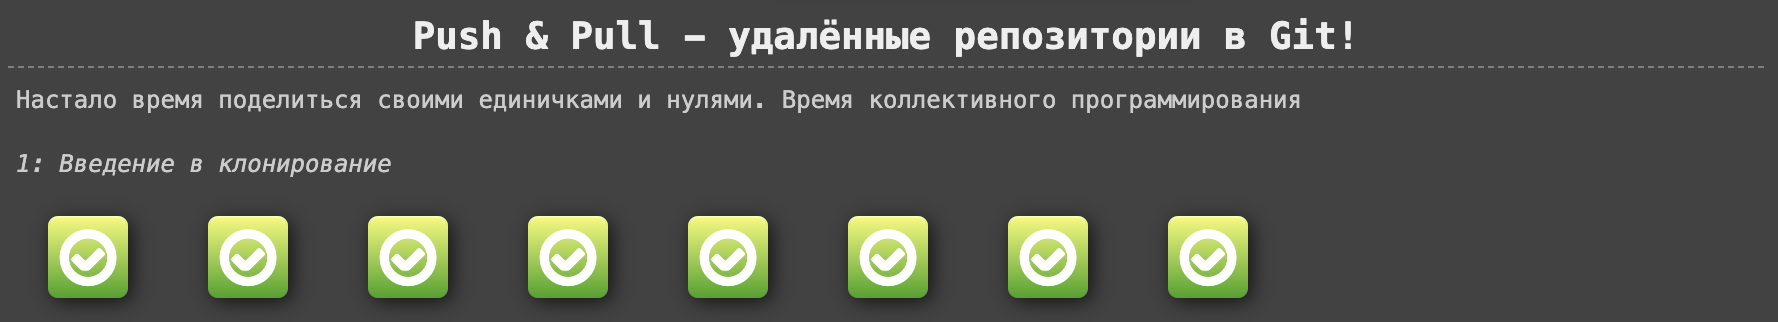 Push & Pull – удалённые репозитории в Git!
Настало время поделиться своими единичками и нулями. Время коллективного программирования
1: Введение в клонирование